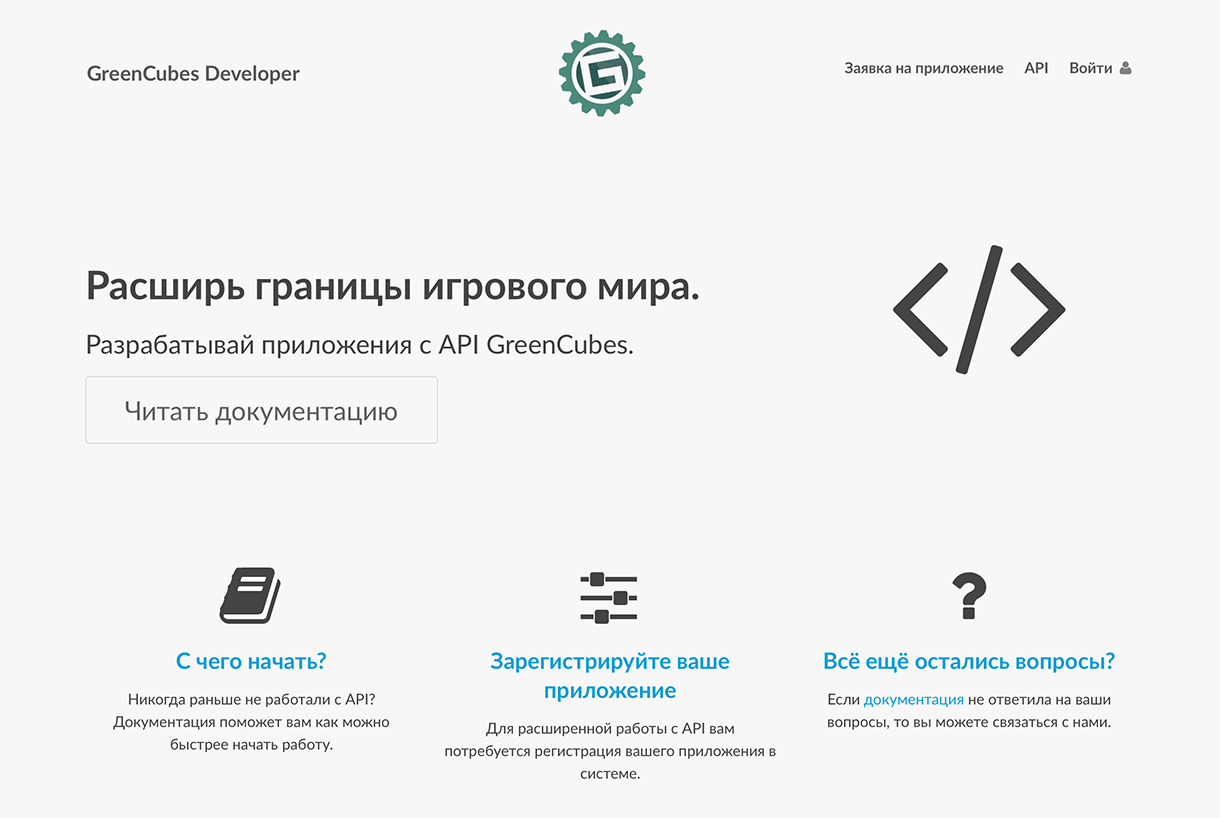 GreenCubes Developer
G
Заявка на приложение API Войти
Расширь границы игрового мира.
Разрабатывай приложения с API GreenCubes.
Читать документацию
С чего начать?
Никогда раньше не работали с API?
Документация поможет вам как можно
быстрее начать работу.
Зарегистрируйте ваше
приложение
Для расширенной работы с API вам
потребуется регистрация вашего приложения в
системе.
Всё ещё остались вопросы?
Если документация не ответила на ваши
вопросы, то вы можете связаться с нами.